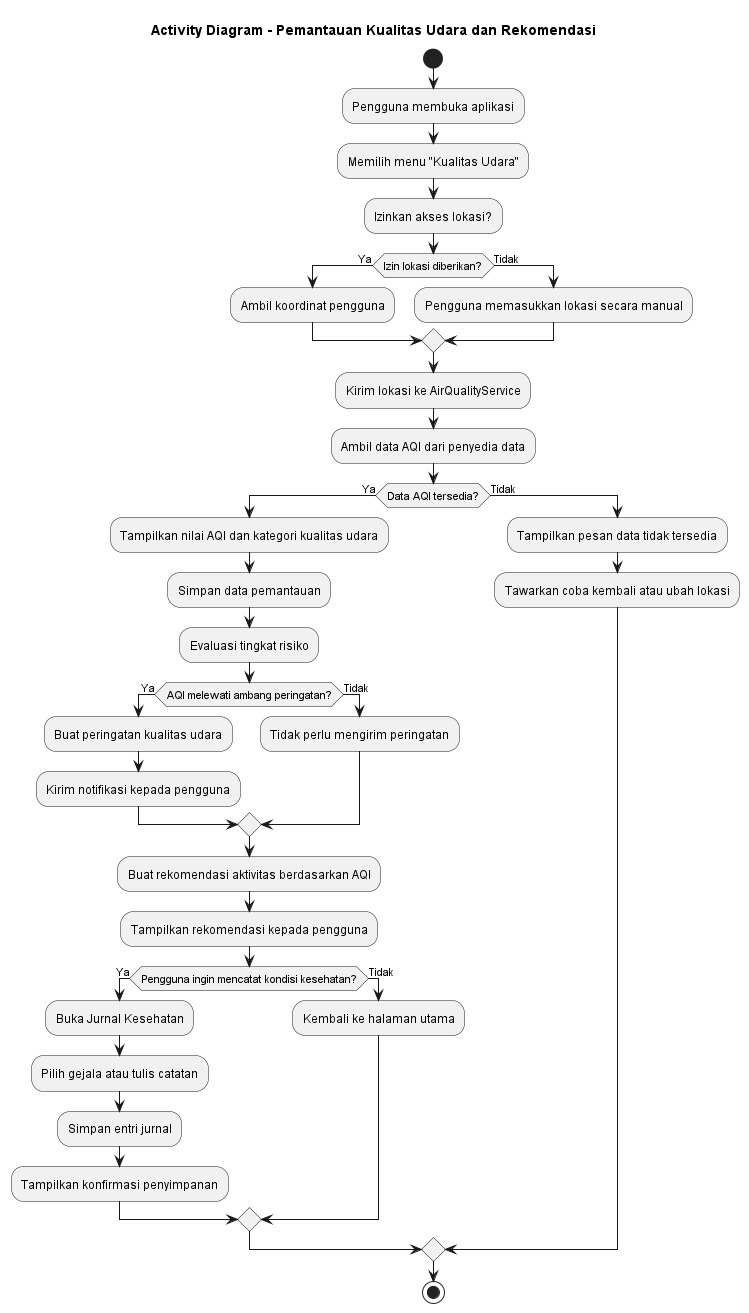 Activity Diagram - Pemantauan Kualitas Udara dan Rekomendasi
Pengguna membuka aplikasi
Memilih menu "Kualitas Udara"
Izinkan akses lokasi?
Ya
Izin lokasi diberikan?
Tidak
Ambil koordinat pengguna
Pengguna memasukkan lokasi secara manual
Kirim lokasi ke AirQualityService
Ambil data AQI dari penyedia data
Ya
Data AQI tersedia?
Tidak
Tampilkan nilai AQI dan kategori kualitas udara
Tampilkan pesan data tidak tersedia
Simpan data pemantauan
Tawarkan coba kembali atau ubah lokasi
Evaluasi tingkat risiko
Ya
AQI melewati ambang peringatan?
Tidak
Buat peringatan kualitas udara
Tidak perlu mengirim peringatan
Kirim notifikasi kepada pengguna
Buat rekomendasi aktivitas berdasarkan AQI
Tampilkan rekomendasi kepada pengguna
Ya
Pengguna ingin mencatat kondisi kesehatan?
Tidak
Buka Jurnal Kesehatan
Kembali ke halaman utama
Pilih gejala atau tulis catatan
Simpan entri jurnal
Tampilkan konfirmasi penyimpanan